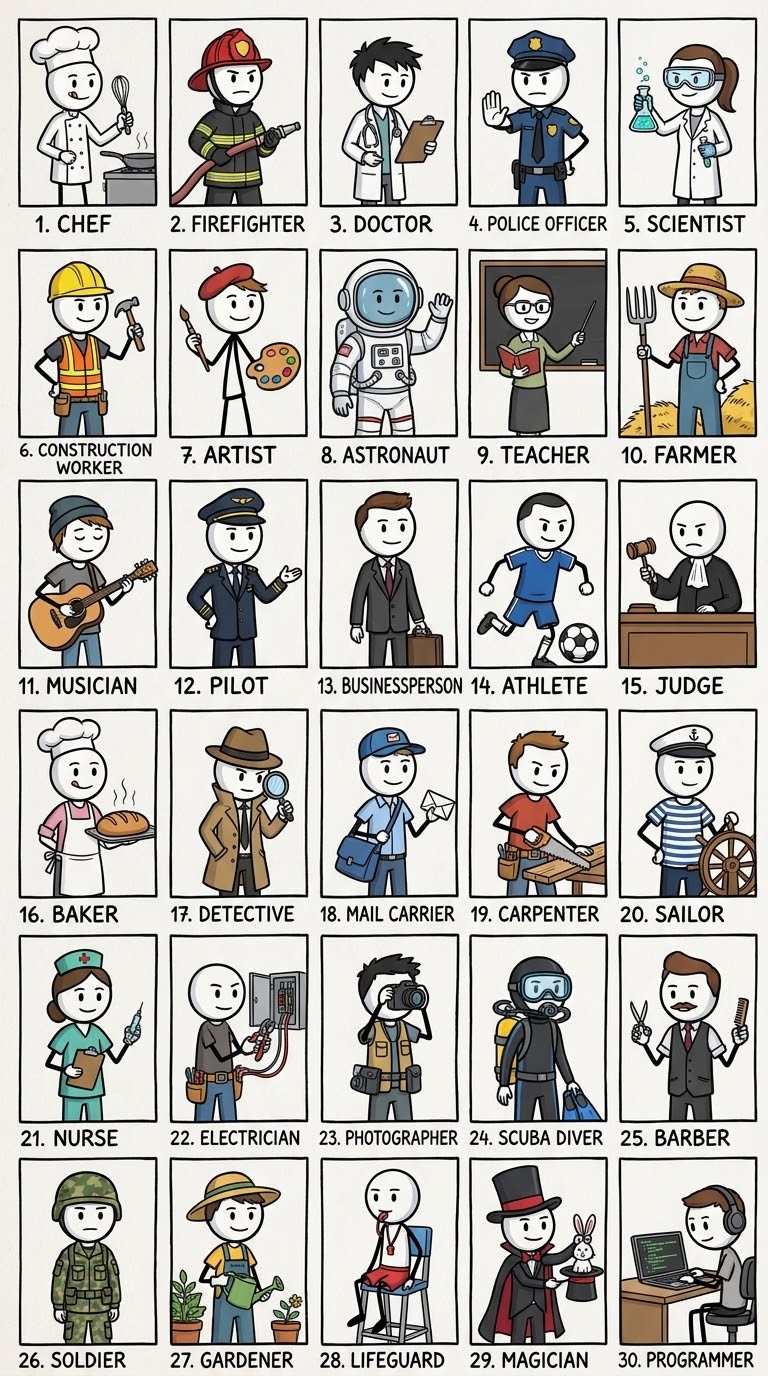 1. CHEF
2. FIREFIGHTER
3. DOCTOR
4. POLICE OFFICER
5. SCIENTIST
6. CONSTRUCTION
WORKER
7. ARTIST
8. ASTRONAUT
9. TEACHER
10. FARMER
11. MUSICIAN
12. PILOT
13. BUSINESSPERSON
14. ATHLETE
15. JUDGE
16. BAKER
17. DETECTIVE
18. MAIL CARRIER
19. CARPENTER
20. SAILOR
21. NURSE
22. ELECTRICIAN
23. PHOTOGRAPHER
24. SCUBA DIVER
25. BARBER
26. SOLDIER
27. GARDENER
28. LIFEGUARD
29. MAGICIAN
30. PROGRAMMER